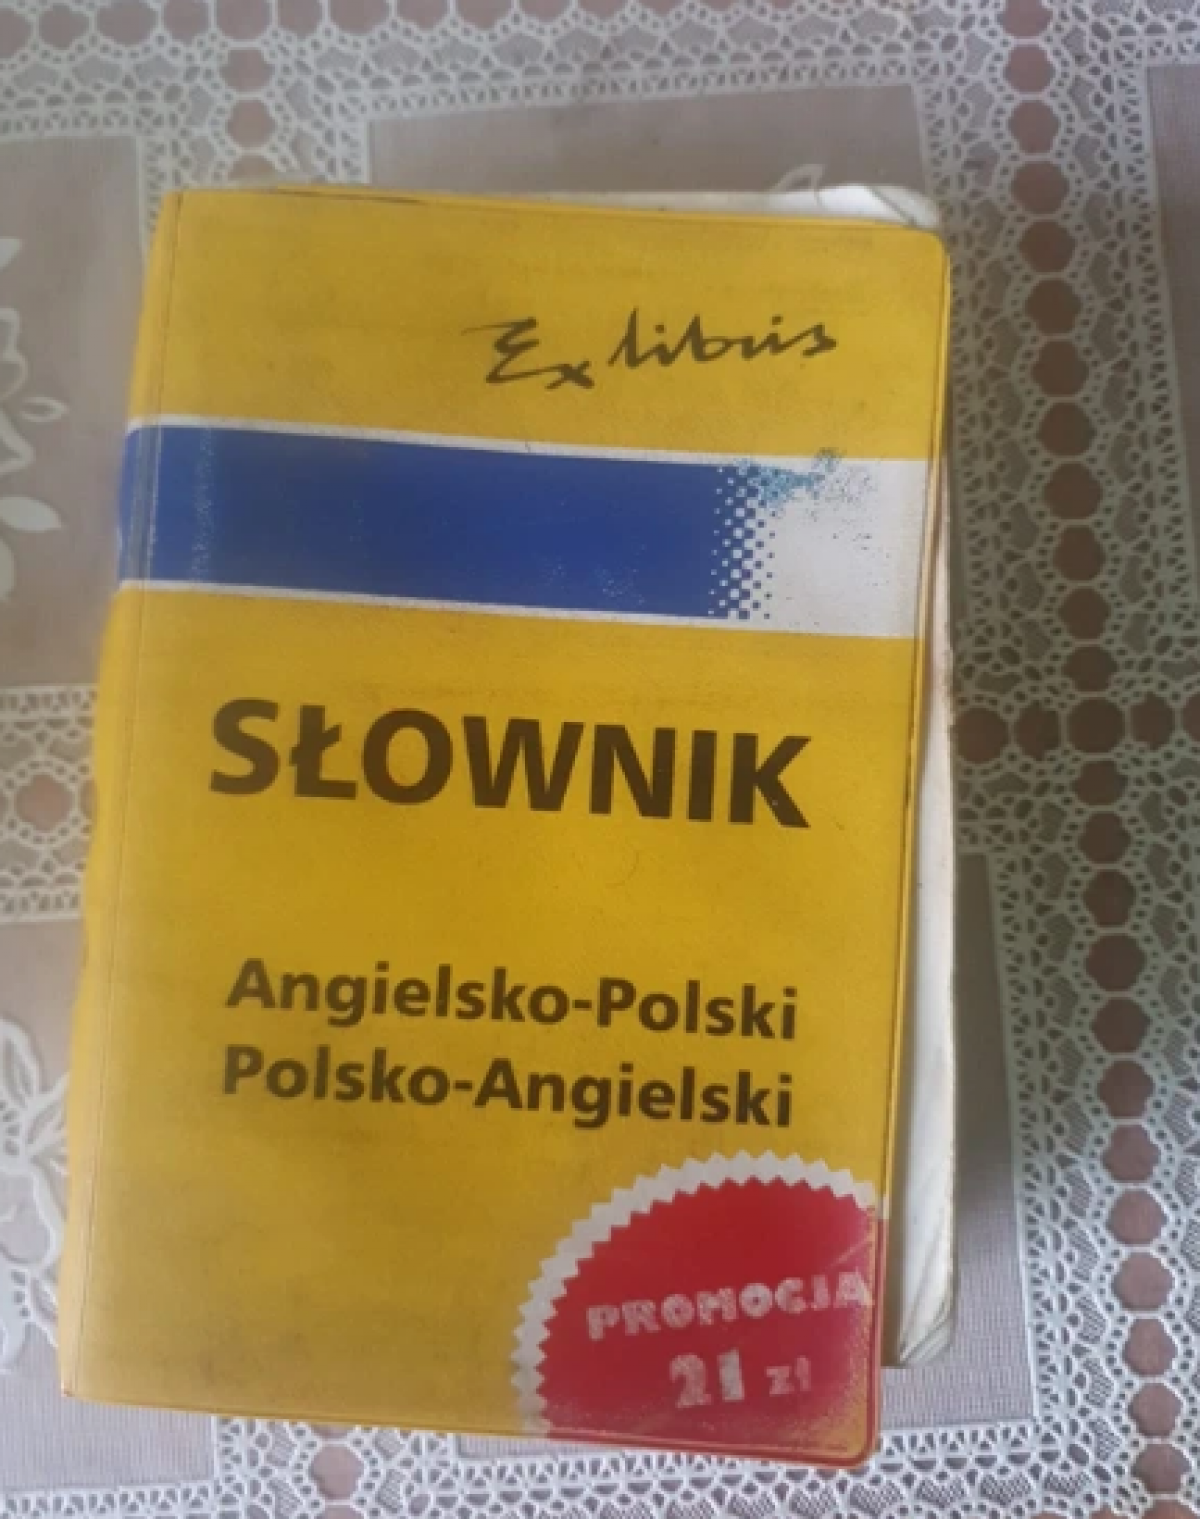 Ex libris
SŁOWNIK
Angielsko-Polski
Polsko-Angielski
PROMOCJA
21 zł